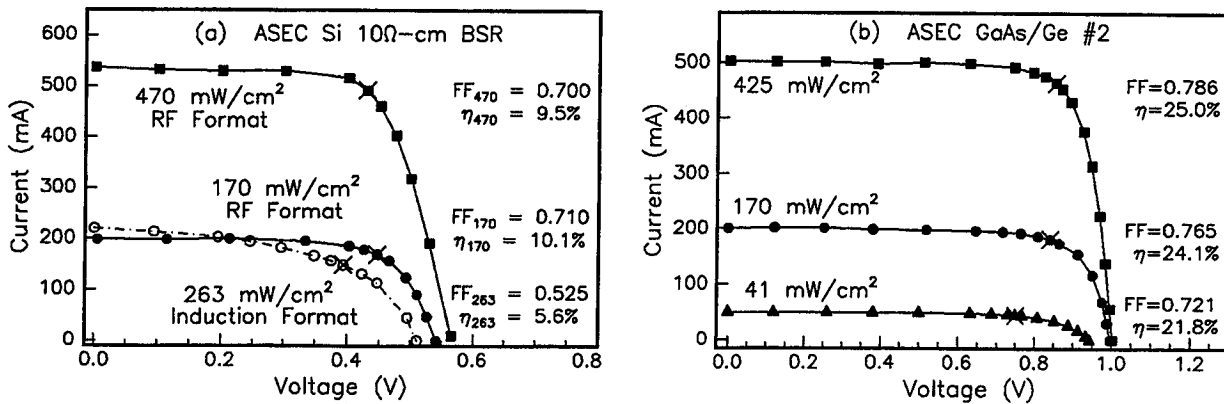 (a) ASEC Si 10Ω-cm BSR
600
500
400
300
200
100
0
Current (mA)
470 mW/cm²
RF Format
FF₄₇₀ = 0.700
η₄₇₀ = 9.5%
170 mW/cm²
RF Format
FF₁₇₀ = 0.710
η₁₇₀ = 10.1%
263 mW/cm²
Induction Format
FF₂₆₃ = 0.525
η₂₆₃ = 5.6%
0.0 0.2 0.4 0.6 0.8
Voltage (V)
(b) ASEC GaAs/Ge #2
500
400
300
200
100
0
Current (mA)
425 mW/cm²
FF=0.786
η=25.0%
170 mW/cm²
FF=0.765
η=24.1%
41 mW/cm²
FF=0.721
η=21.8%
0.0 0.2 0.4 0.6 0.8 1.0 1.2
Voltage (V)